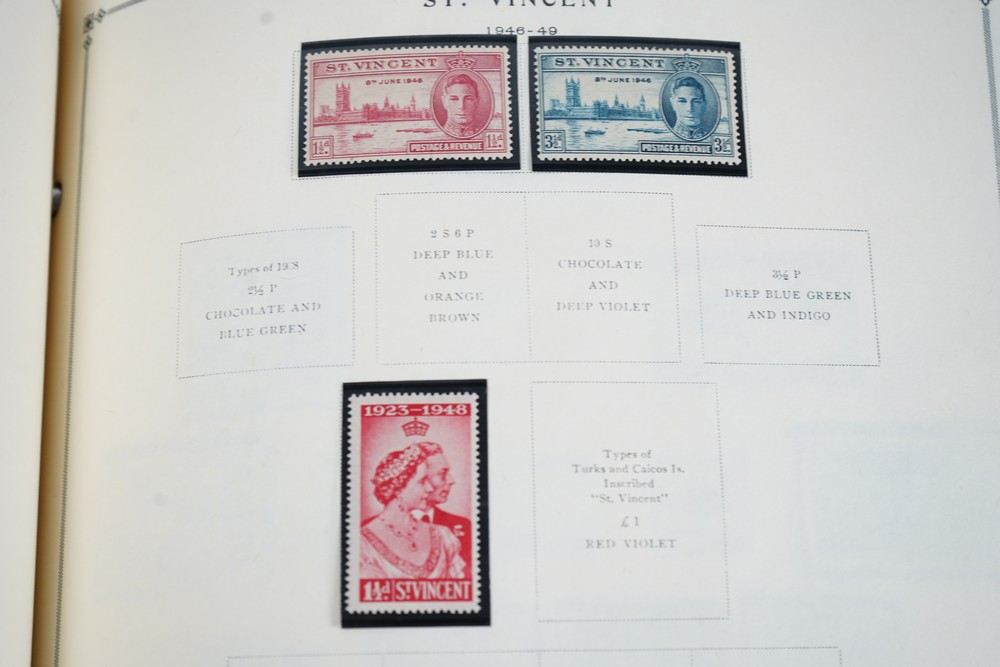 ST. VINCENT
1946-49
ST. VINCENT
8TH JUNE 1946
1½D.
POSTAGE & REVENUE
ST. VINCENT
8TH JUNE 1946
3½D.
POSTAGE & REVENUE
3½D.
Types of 1938
2½ P
CHOCOLATE AND
BLUE GREEN
2 S 6 P
DEEP BLUE
AND
ORANGE
BROWN
10 S
CHOCOLATE
AND
DEEP VIOLET
3½ P
DEEP BLUE GREEN
AND INDIGO
1923-1948
1½d
ST VINCENT
Types of
Turks and Caicos 1s.
Inscribed
"St. Vincent"
£ 1
RED VIOLET